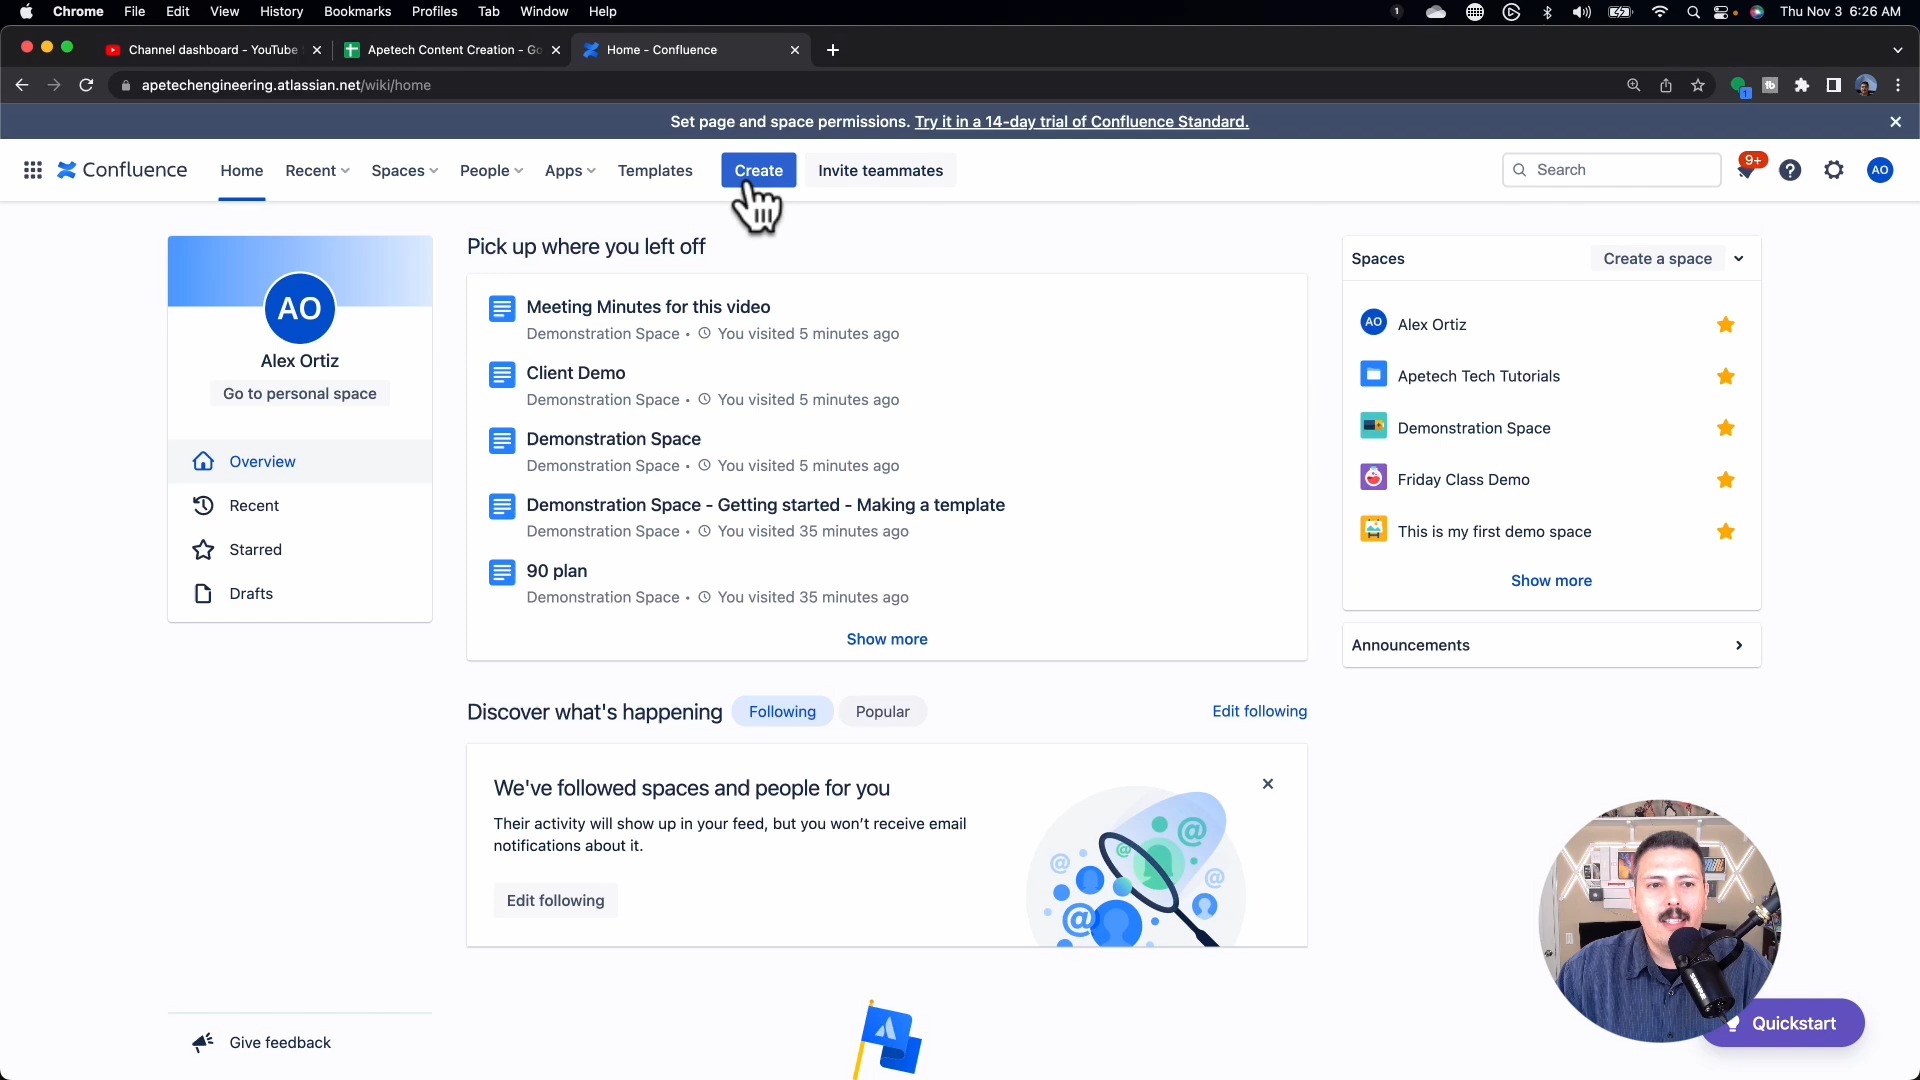 Chrome File Edit View History Bookmarks Profiles Tab Window Help
1
Thu Nov 3 6:26 AM
Channel dashboard - YouTube
Apetech Content Creation - Go
Home - Confluence
apetechengineering.atlassian.net/wiki/home
1
Set page and space permissions. Try it in a 14-day trial of Confluence Standard.
Confluence Home Recent Spaces People Apps Templates Create Invite teammates
Search
9+
AO
AO
Alex Ortiz
Go to personal space
Overview
Recent
Starred
Drafts
Give feedback
Pick up where you left off
Meeting Minutes for this video
Demonstration Space • You visited 5 minutes ago
Client Demo
Demonstration Space • You visited 5 minutes ago
Demonstration Space
Demonstration Space • You visited 5 minutes ago
Demonstration Space - Getting started - Making a template
Demonstration Space • You visited 35 minutes ago
90 plan
Demonstration Space • You visited 35 minutes ago
Show more
Discover what's happening Following Popular Edit following
We've followed spaces and people for you
Their activity will show up in your feed, but you won't receive email
notifications about it.
Edit following
Spaces Create a space
AO Alex Ortiz
Apetech Tech Tutorials
Demonstration Space
Friday Class Demo
This is my first demo space
Show more
Announcements
Quickstart